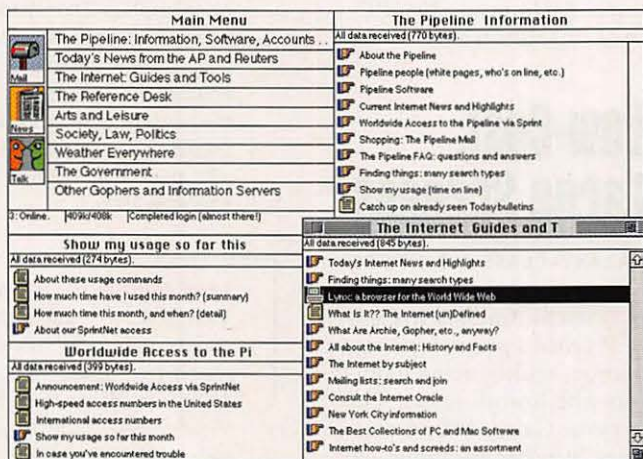 Main Menu
The Pipeline: Information, Software, Accounts . .
Today's News from the AP and Reuters
The Internet: Guides and Tools
The Reference Desk
Arts and Leisure
Society, Law, Politics
Weather Everywhere
The Government
Other Gophers and Information Servers
Mail
News
Talk
3: Online. 409k/408k Completed login (almost there!)
The Pipeline Information
All data received (770 bytes).
About the Pipeline
Pipeline people (white pages, who's on line, etc.)
Pipeline Software
Current Internet News and Highlights
Worldwide Access to the Pipeline via Sprint
Shopping: The Pipeline Mall
The Pipeline FAQ: questions and answers
Finding things: many search types
Show my usage (time on line)
Catch up on already seen Today bulletins
Show my usage so far this
All data received (274 bytes).
About these usage commands
How much time have I used this month? (summary)
How much time this month, and when? (detail)
About our SprintNet access
Worldwide Access to the Pi
All data received (399 bytes).
Announcement: Worldwide Access via SprintNet
High-speed access numbers in the United States
International access numbers
Show my usage so far this month
In case you've encountered trouble
The Internet Guides and T
All data received (845 bytes).
Today's Internet News and Highlights
Finding things: many search types
Lynx: a browser for the World Wide Web
What Is It?? The Internet (un)Defined
What Are Archie, Gopher, etc., anyway?
All about the Internet: History and Facts
The Internet by subject
Mailing lists: search and join
Consult the Internet Oracle
New York City information
The Best Collections of PC and Mac Software
Internet how-to's and screeds: an assortment